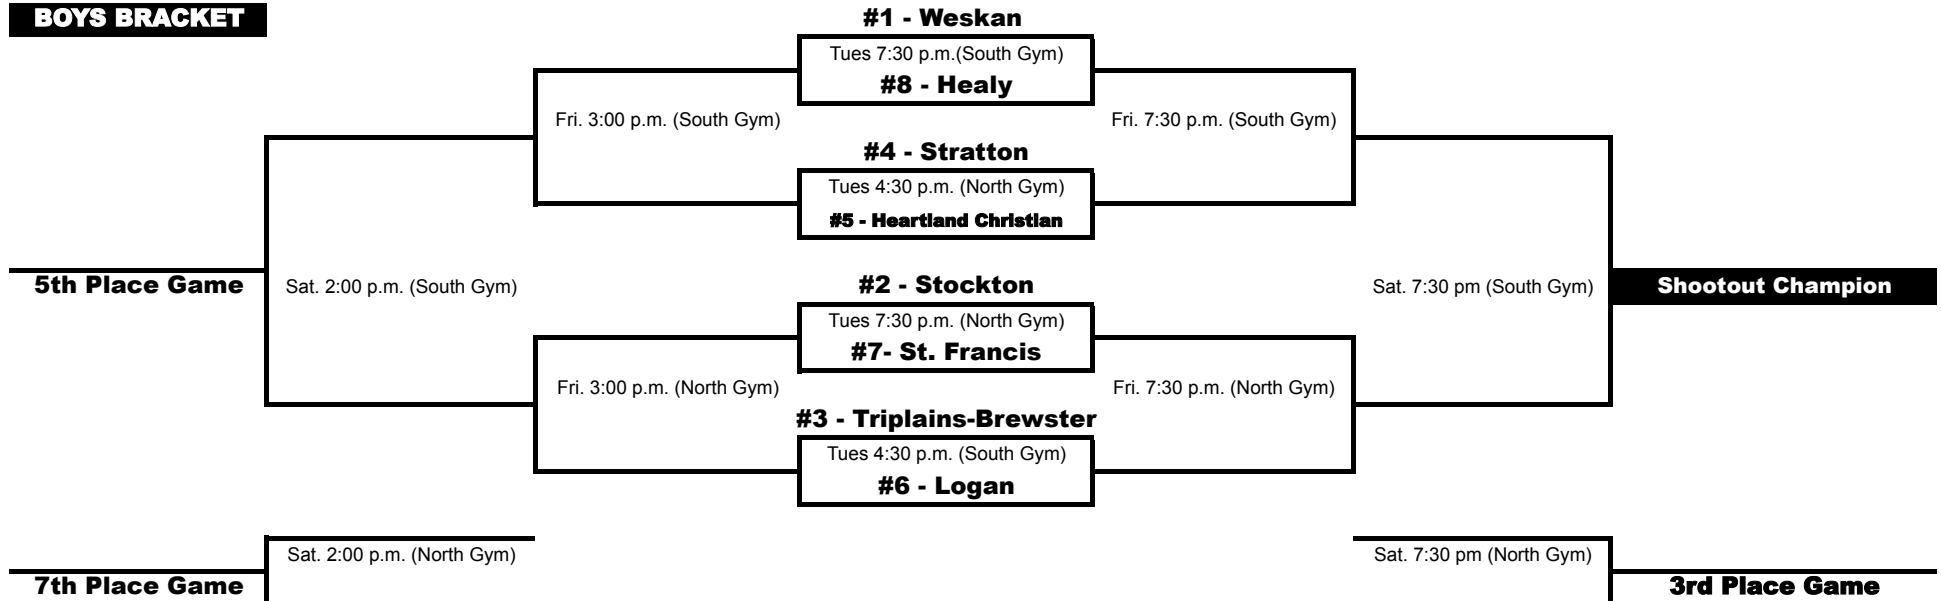 BOYS BRACKET
#1 - Weskan
Tues 7:30 p.m.(South Gym)
#8 - Healy
Fri. 3:00 p.m. (South Gym)
Fri. 7:30 p.m. (South Gym)
#4 - Stratton
Tues 4:30 p.m. (North Gym)
#5 - Heartland Christian
5th Place Game
Sat. 2:00 p.m. (South Gym)
#2 - Stockton
Sat. 7:30 pm (South Gym)
Shootout Champion
Tues 7:30 p.m. (North Gym)
#7- St. Francis
Fri. 3:00 p.m. (North Gym)
Fri. 7:30 p.m. (North Gym)
#3 - Triplains-Brewster
Tues 4:30 p.m. (South Gym)
#6 - Logan
Sat. 2:00 p.m. (North Gym)
Sat. 7:30 pm (North Gym)
7th Place Game
3rd Place Game